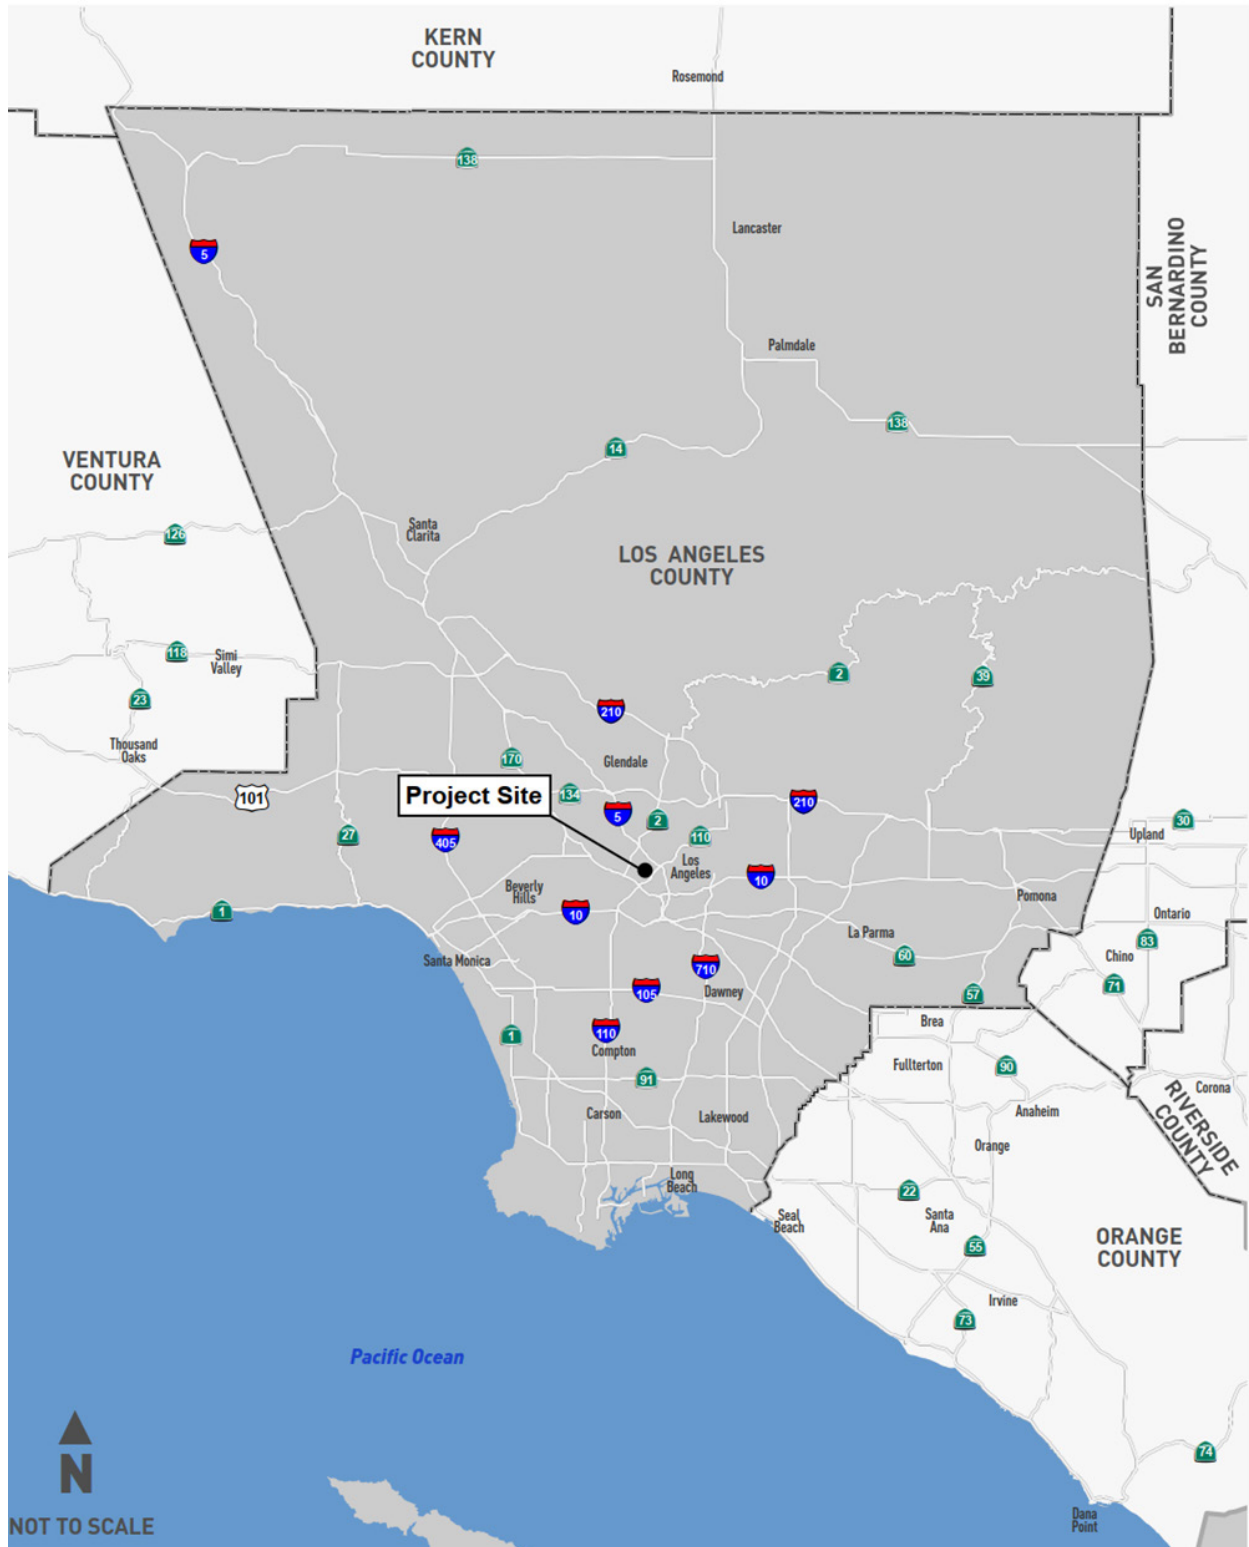 KERN
COUNTY
Rosemond
138
Lancaster
5
SAN
BERNARDINO
COUNTY
Palmdale
138
14
VENTURA
COUNTY
Santa
Clarita
126
LOS ANGELES
COUNTY
118
Simi
Valley
2
39
23
210
Thousand
Oaks
170
Glendale
101
Project Site
134
5
2
210
110
30
Upland
27
405
Los
Angeles
10
Beverly
Hills
10
Pomona
1
Ontario
La Parma
60
83
Chino
Santa Monica
710
71
105
Dawney
57
Brea
1
110
Compton
Fullterton
90
91
Corona
Carson
Lakewood
Anaheim
RIVERSIDE
COUNTY
Orange
Long
Beach
22
Seal
Beach
Santa
Ana
55
ORANGE
COUNTY
Irvine
73
Pacific Ocean
74
N
NOT TO SCALE
Dana
Point